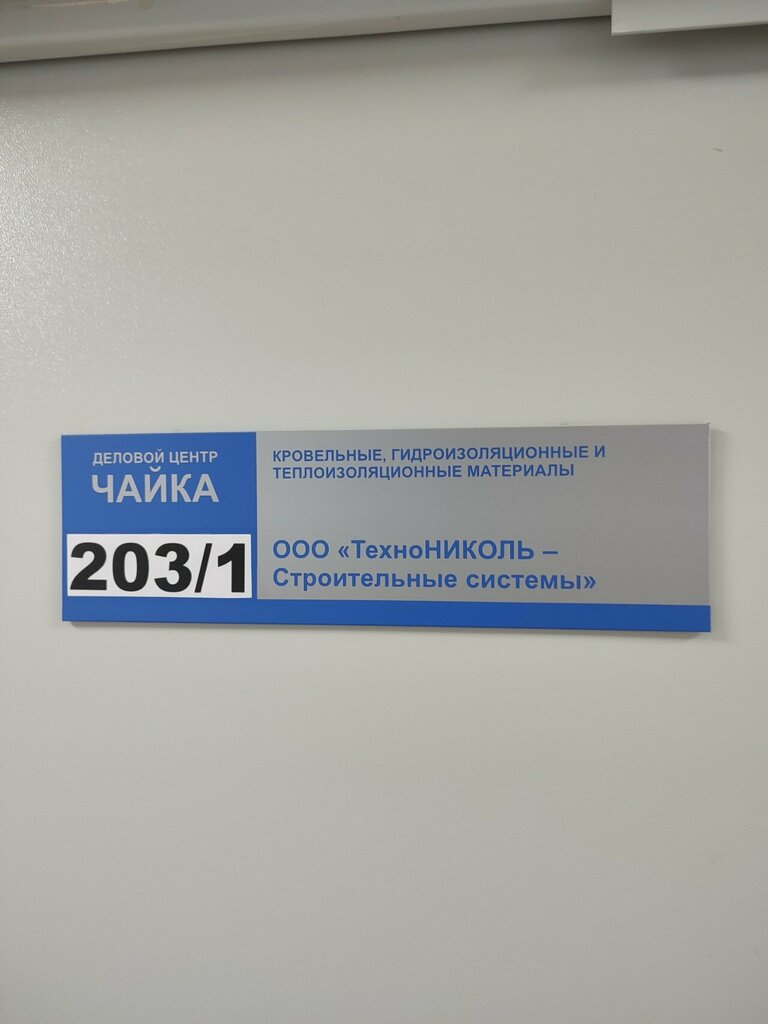 ДЕЛОВОЙ ЦЕНТР
ЧАЙКА
203/1
КРОВЕЛЬНЫЕ, ГИДРОИЗОЛЯЦИОННЫЕ И
ТЕПЛОИЗОЛЯЦИОННЫЕ МАТЕРИАЛЫ
ООО «ТехноНИКОЛЬ –
Строительные системы»